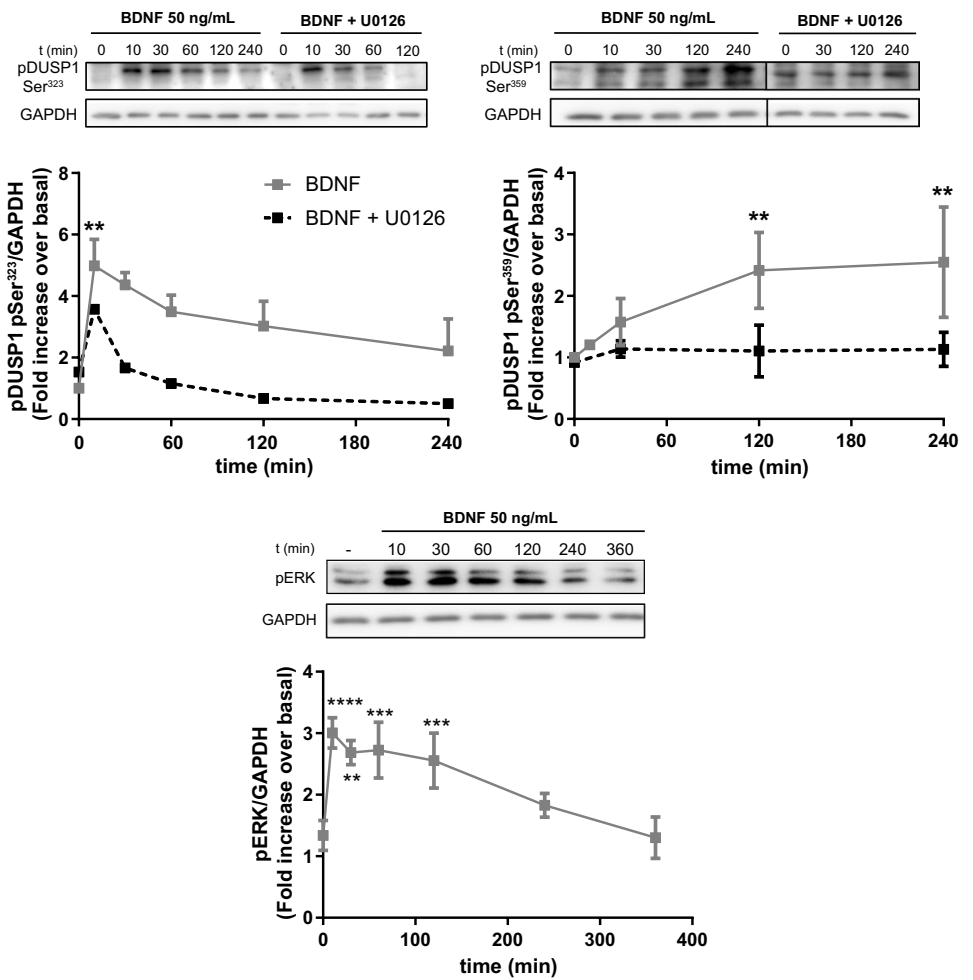 BDNF 50 ng/mL BDNF + U0126
t (min) 0 10 30 60 120 240 0 10 30 60 120
pDUSP1
Ser³²³
GAPDH
BDNF 50 ng/mL BDNF + U0126
t (min) 0 10 30 120 240 0 30 120 240
pDUSP1
Ser³⁵⁹
GAPDH
pDUSP1 pSer³²³/GAPDH
(Fold increase over basal)
8
6
4
2
0
**
BDNF
BDNF + U0126
0 60 120 180 240
time (min)
pDUSP1 pSer³⁵⁹/GAPDH
(Fold increase over basal)
4
3
2
1
0
** **
0 60 120 180 240
time (min)
BDNF 50 ng/mL
t (min) - 10 30 60 120 240 360
pERK
GAPDH
pERK/GAPDH
(Fold increase over basal)
4
3
2
1
0
**** *** ***
**
0 100 200 300 400
time (min)